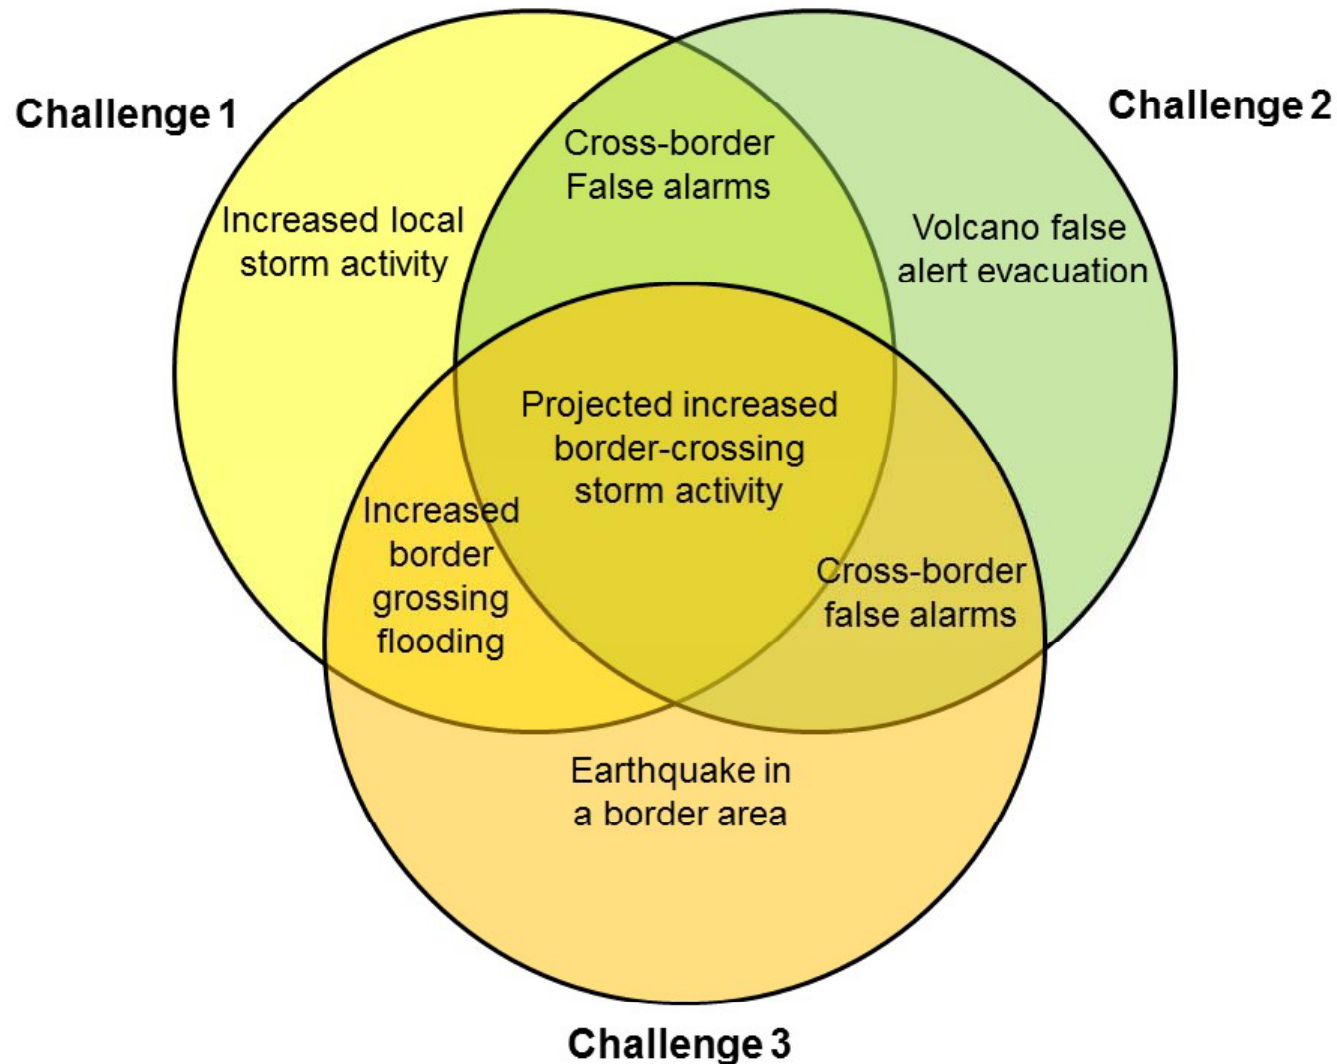 Challenge 1
Challenge 2
Cross-border
False alarms
Increased local
storm activity
Volcano false
alert evacuation
Projected increased
border-crossing
storm activity
Increased
border
grossing
flooding
Cross-border
false alarms
Earthquake in
a border area
Challenge 3